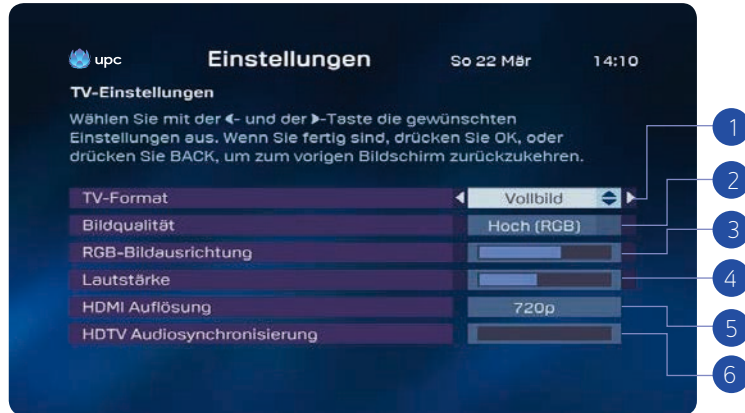 upc Einstellungen So 22 Mär 14:10
TV-Einstellungen
Wählen Sie mit der ◀- und der ▶-Taste die gewünschten
Einstellungen aus. Wenn Sie fertig sind, drücken Sie OK, oder
drücken Sie BACK, um zum vorigen Bildschirm zurückzukehren.
TV-Format Vollbild 1
Bildqualität Hoch (RGB) 2
RGB-Bildausrichtung 3
Lautstärke 4
HDMI Auflösung 720p 5
HDTV Audiosynchronisierung 6